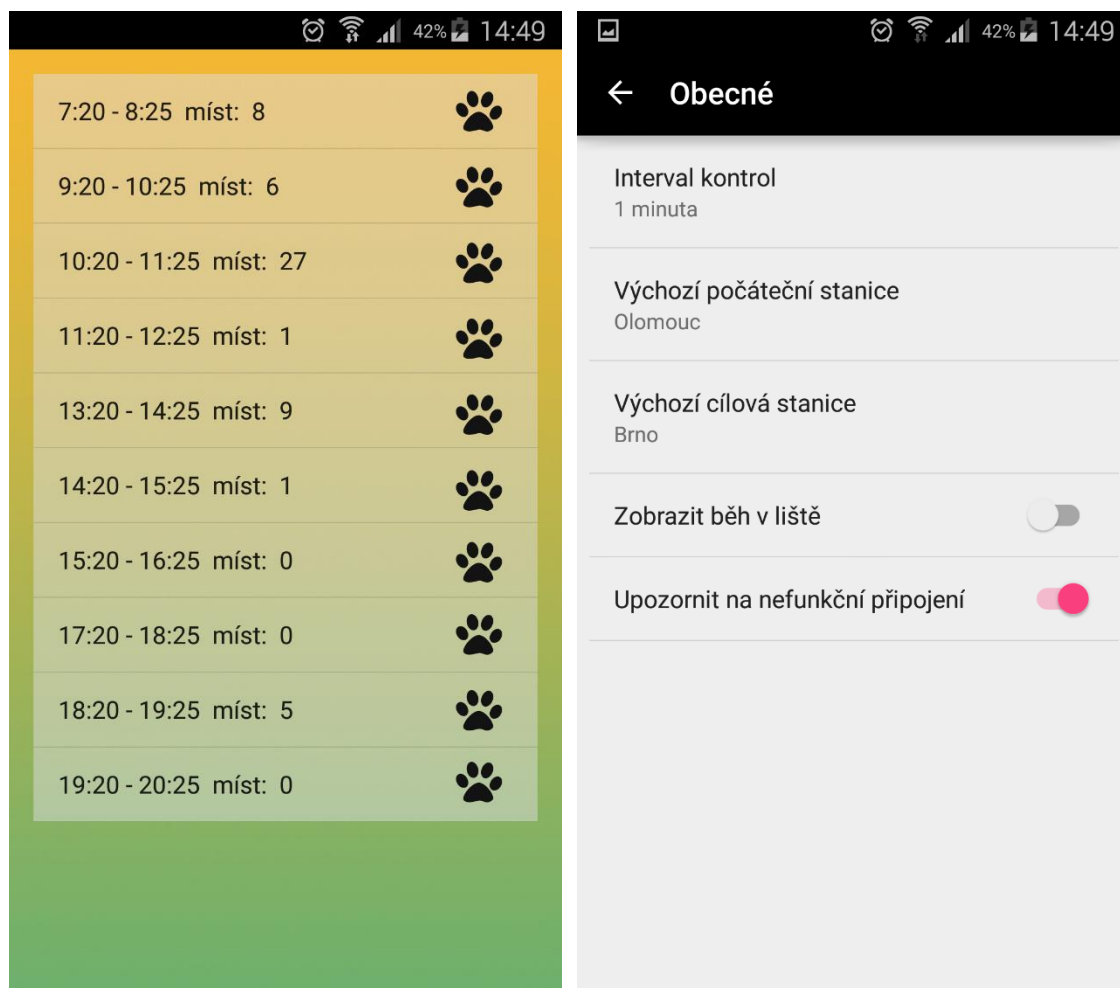 42% 14:49
7:20 - 8:25 míst: 8
9:20 - 10:25 míst: 6
10:20 - 11:25 míst: 27
11:20 - 12:25 míst: 1
13:20 - 14:25 míst: 9
14:20 - 15:25 míst: 1
15:20 - 16:25 míst: 0
17:20 - 18:25 míst: 0
18:20 - 19:25 míst: 5
19:20 - 20:25 míst: 0
42% 14:49
Obecné
Interval kontrol
1 minuta
Výchozí počáteční stanice
Olomouc
Výchozí cílová stanice
Brno
Zobrazit běh v liště
Upozornit na nefunkční připojení